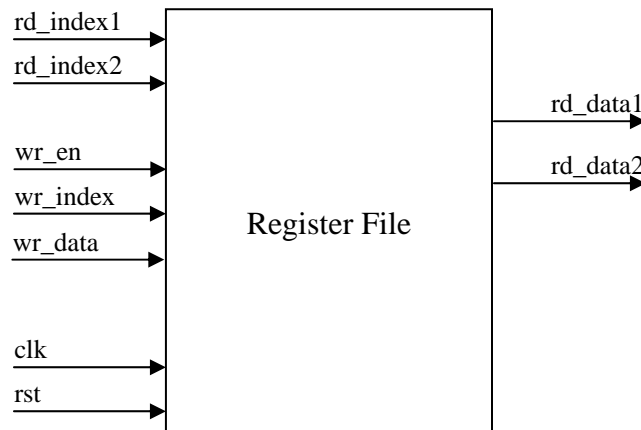 rd_index1
rd_index2
rd_data1
wr_en
rd_data2
wr_index
Register File
wr_data
clk
rst